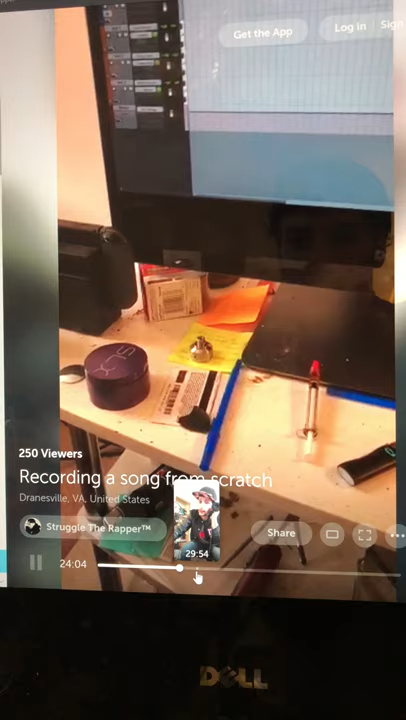 Get the App
Log in
250 Viewers
Recording a song from scratch
Dranesville, VA, United States
Struggle The Rapper™
Share
29:54
24:04
DELL